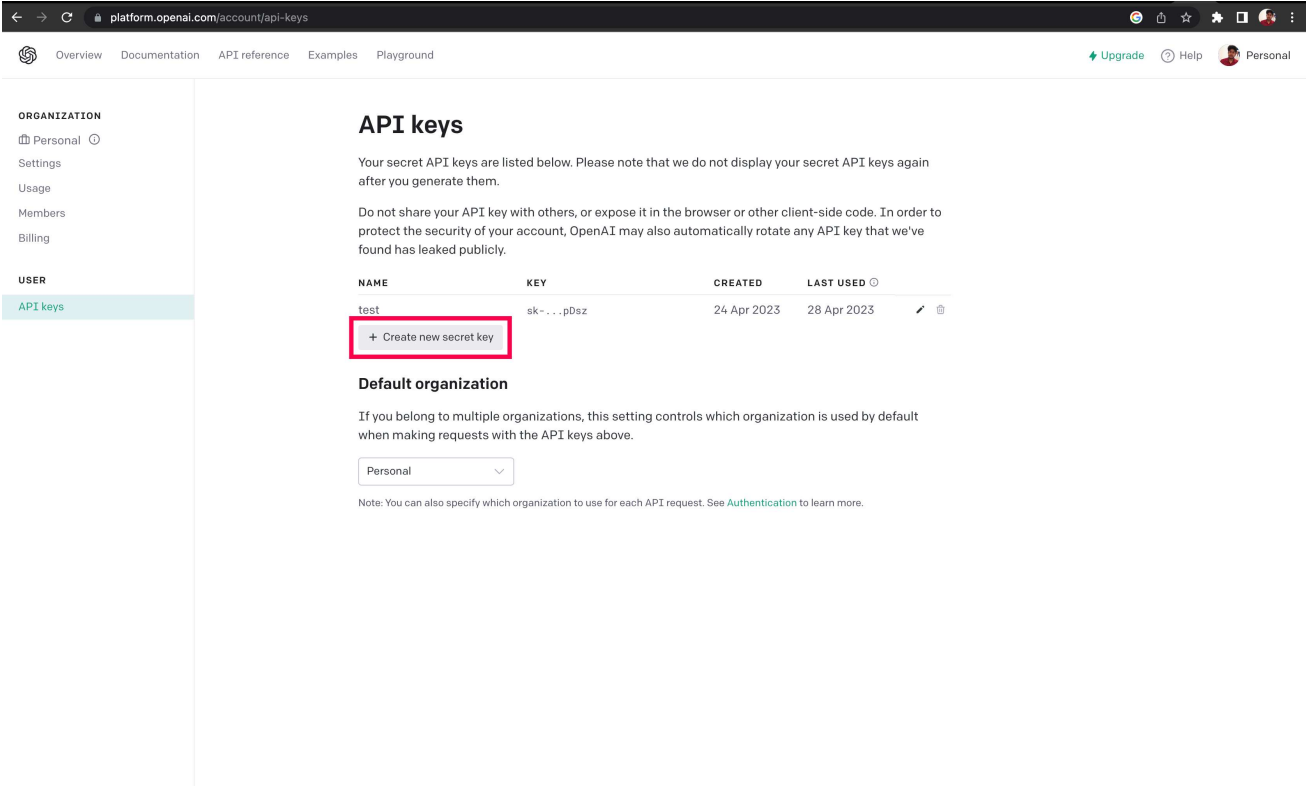 platform.openai.com/account/api-keys
Overview Documentation API reference Examples Playground
Upgrade Help Personal
ORGANIZATION
Personal
Settings
Usage
Members
Billing
USER
API keys
API keys
Your secret API keys are listed below. Please note that we do not display your secret API keys again
after you generate them.
Do not share your API key with others, or expose it in the browser or other client-side code. In order to
protect the security of your account, OpenAI may also automatically rotate any API key that we've
found has leaked publicly.
NAME KEY CREATED LAST USED
test sk-...pDsz 24 Apr 2023 28 Apr 2023
+ Create new secret key
Default organization
If you belong to multiple organizations, this setting controls which organization is used by default
when making requests with the API keys above.
Personal
Note: You can also specify which organization to use for each API request. See Authentication to learn more.